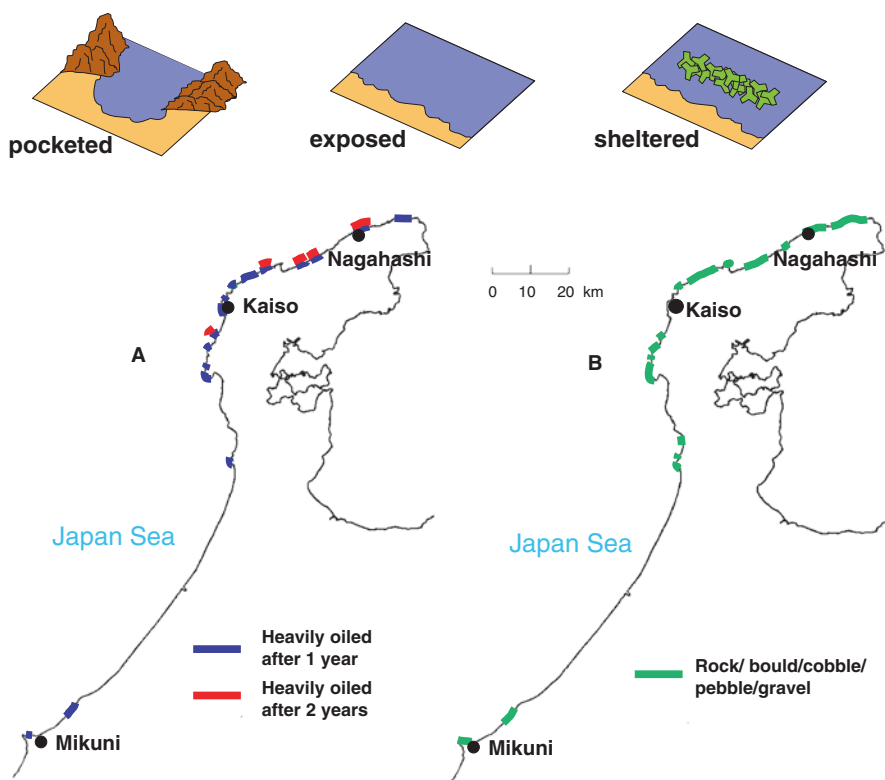 pocketed
exposed
sheltered
Nagahashi
Kaiso
A
0 10 20 km
Nagahashi
Kaiso
B
Japan Sea
Japan Sea
Heavily oiled
after 1 year
Heavily oiled
after 2 years
Rock/ bould/cobble/
pebble/gravel
Mikuni
Mikuni